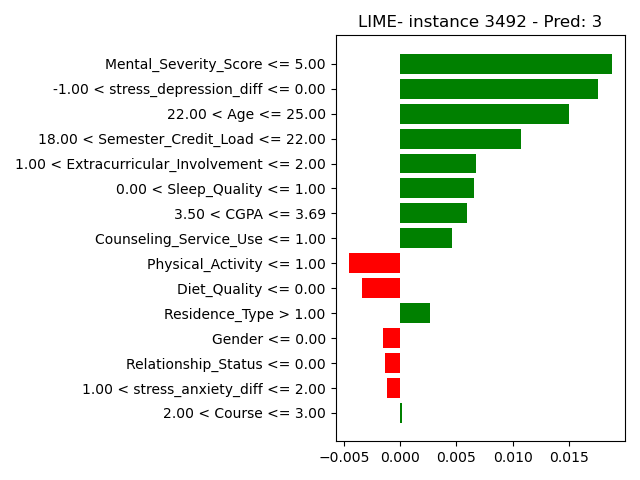 LIME- instance 3492 - Pred: 3
Mental_Severity_Score <= 5.00
-1.00 < stress_depression_diff <= 0.00
22.00 < Age <= 25.00
18.00 < Semester_Credit_Load <= 22.00
1.00 < Extracurricular_Involvement <= 2.00
0.00 < Sleep_Quality <= 1.00
3.50 < CGPA <= 3.69
Counseling_Service_Use <= 1.00
Physical_Activity <= 1.00
Diet_Quality <= 0.00
Residence_Type > 1.00
Gender <= 0.00
Relationship_Status <= 0.00
1.00 < stress_anxiety_diff <= 2.00
2.00 < Course <= 3.00
−0.005 0.000 0.005 0.010 0.015